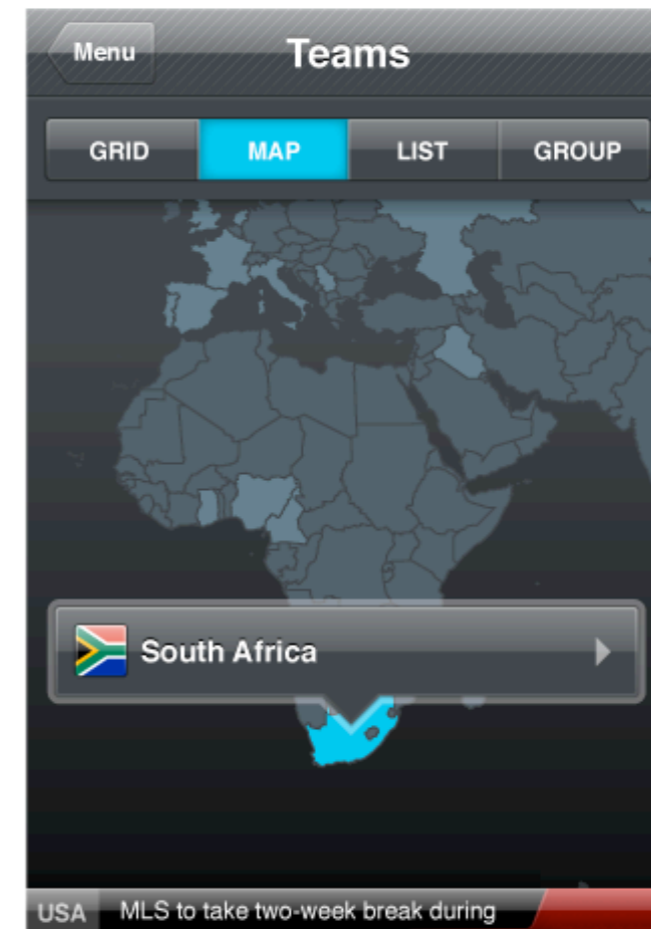 Menu
Teams
GRID MAP LIST GROUP
South Africa
USA MLS to take two-week break during